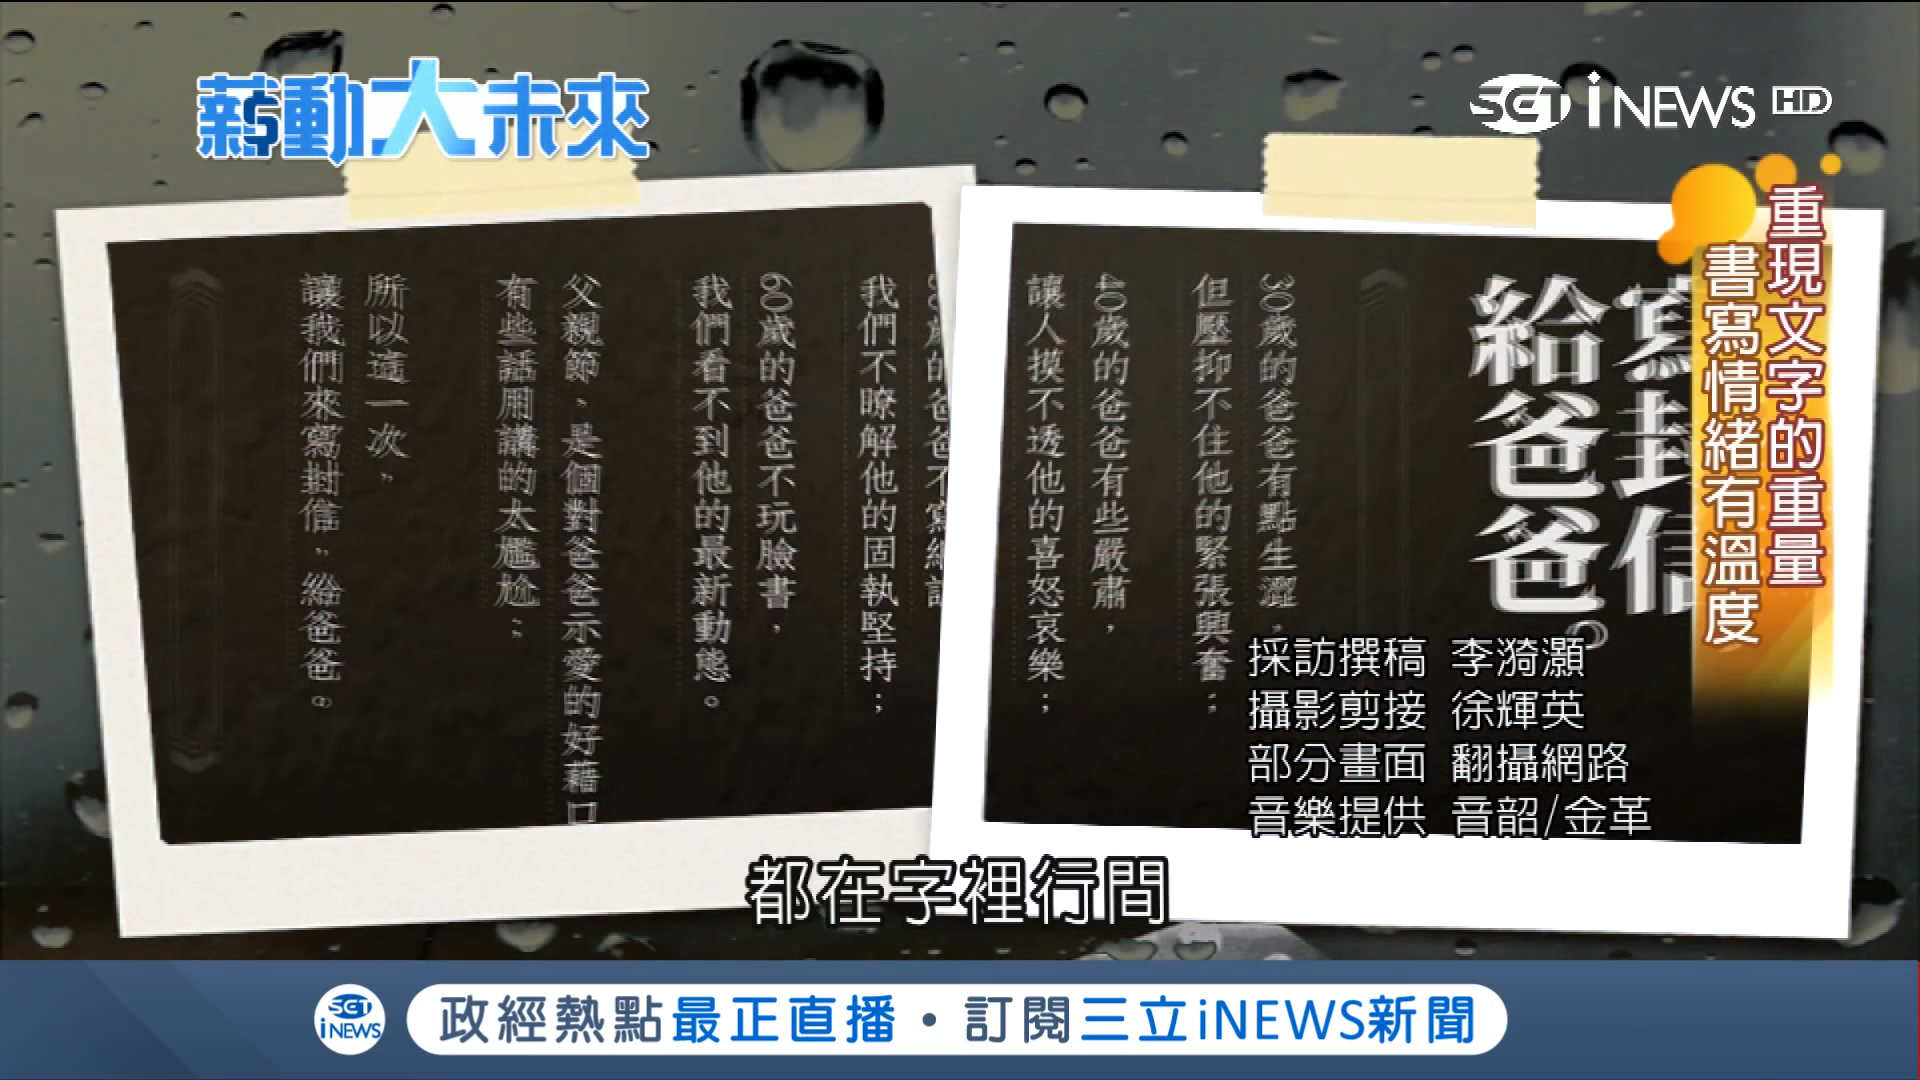 薪動大未來
SET iNEWS HD
重現文字的重量
書寫情緒有溫度
寫封信
給爸爸。
30歲的爸爸有點生澀，
但壓抑不住他的緊張興奮；
40歲的爸爸有些嚴肅，
讓人摸不透他的喜怒哀樂；
我們不瞭解他的固執堅持；
60歲的爸爸不玩臉書，
我們看不到他的最新動態。
父親節，是個對爸爸示愛的好藉口
有些話用講的太尷尬；
所以這一次，
讓我們來寫封信，給爸爸。
採訪撰稿 李漪灝
攝影剪接 徐輝英
部分畫面 翻攝網路
音樂提供 音韶/金革
都在字裡行間
SET iNEWS
政經熱點最正直播・訂閱三立iNEWS新聞